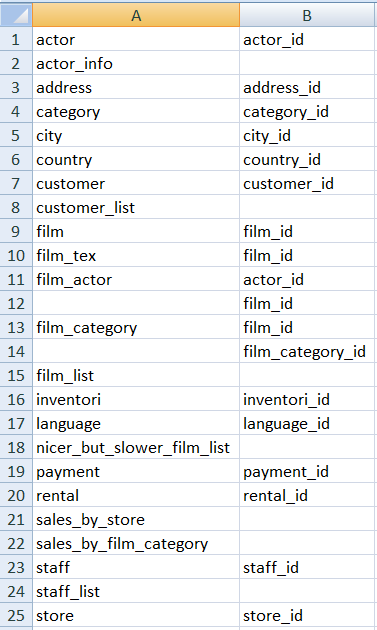 A B
1 actor actor_id
2 actor_info
3 address address_id
4 category category_id
5 city city_id
6 country country_id
7 customer customer_id
8 customer_list
9 film film_id
10 film_tex film_id
11 film_actor actor_id
12 film_id
13 film_category film_id
14 film_category_id
15 film_list
16 inventori inventori_id
17 language language_id
18 nicer_but_slower_film_list
19 payment payment_id
20 rental rental_id
21 sales_by_store
22 sales_by_film_category
23 staff staff_id
24 staff_list
25 store store_id